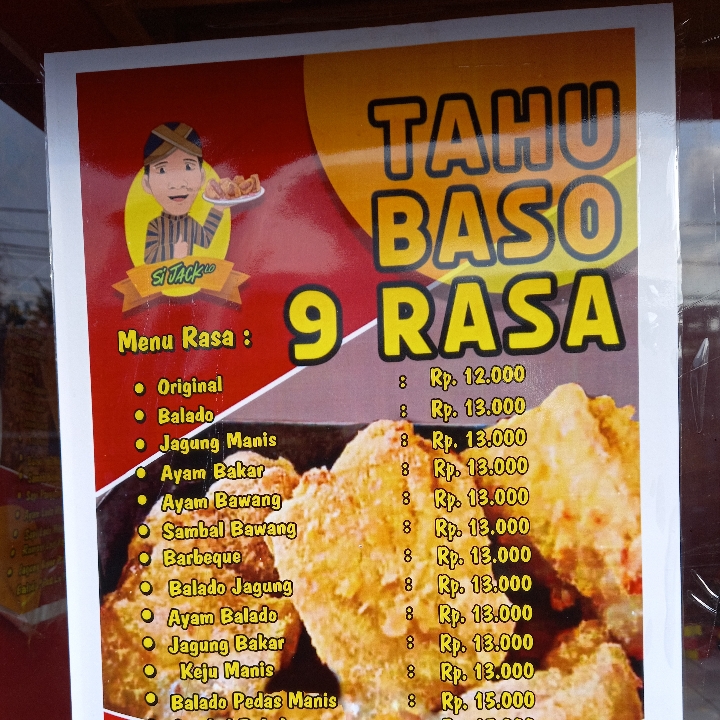 TAHU
BASO
9 RASA
Si JACK
Menu Rasa :
• Original : Rp. 12.000
• Balado : Rp. 13.000
• Jagung Manis : Rp. 13.000
• Ayam Bakar : Rp. 13.000
• Ayam Bawang : Rp. 13.000
• Sambal Bawang : Rp. 13.000
• Barbeque : Rp. 13.000
• Balado Jagung : Rp. 13.000
• Ayam Balado : Rp. 13.000
• Jagung Bakar : Rp. 13.000
• Keju Manis : Rp. 13.000
• Balado Pedas Manis : Rp. 15.000